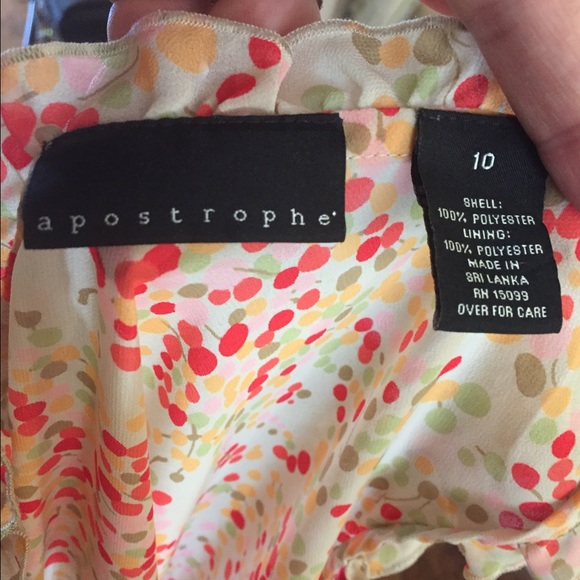 apostrophe'
10
SHELL:
100% POLYESTER
LINING:
100% POLYESTER
MADE IN
SRI LANKA
RN 15099
OVER FOR CARE